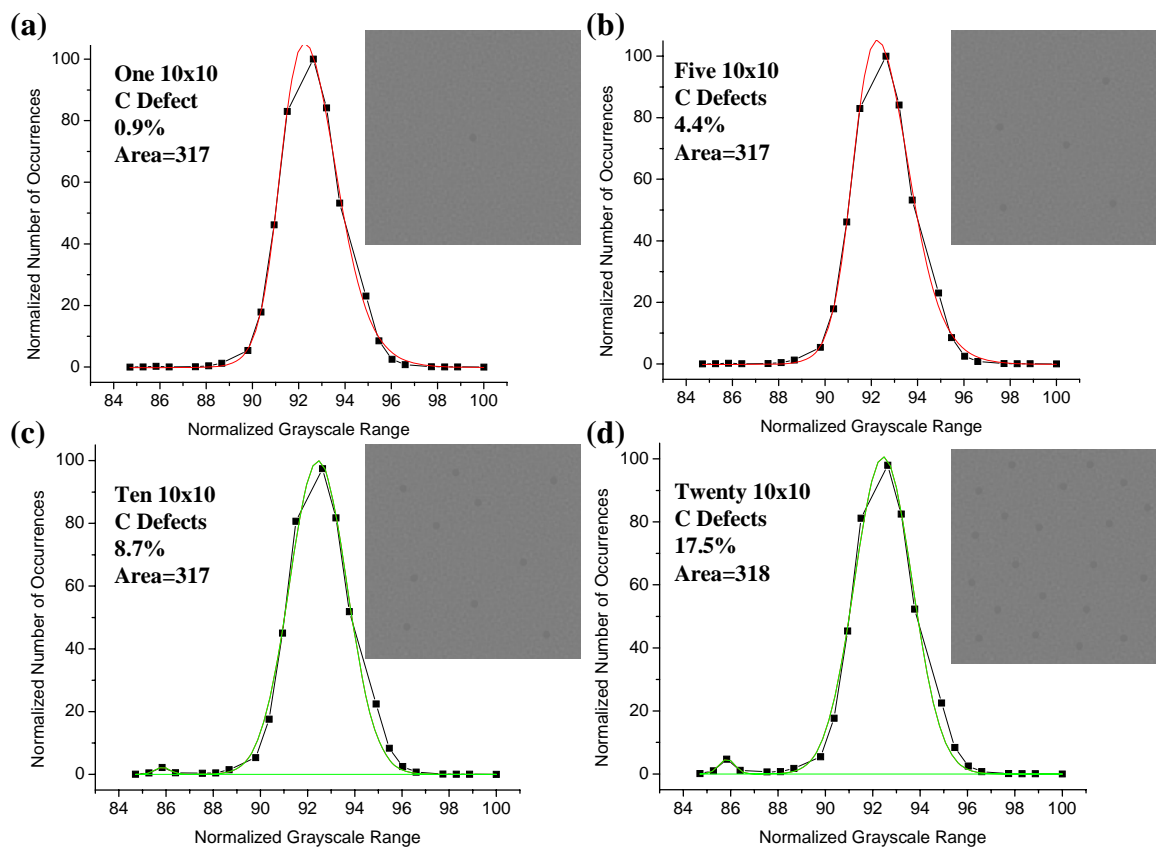 (a)
One 10x10
C Defect
0.9%
Area=317
Normalized Number of Occurrences
100
80
60
40
20
0
84 86 88 90 92 94 96 98 100
Normalized Grayscale Range
(b)
Five 10x10
C Defects
4.4%
Area=317
Normalized Number of Occurrences
100
80
60
40
20
0
84 86 88 90 92 94 96 98 100
Normalized Grayscale Range
(c)
Ten 10x10
C Defects
8.7%
Area=317
Normalized Number of Occurrences
100
80
60
40
20
0
84 86 88 90 92 94 96 98 100
Normalized Grayscale Range
(d)
Twenty 10x10
C Defects
17.5%
Area=318
Normalized Number of Occurrences
100
80
60
40
20
0
84 86 88 90 92 94 96 98 100
Normalized Grayscale Range